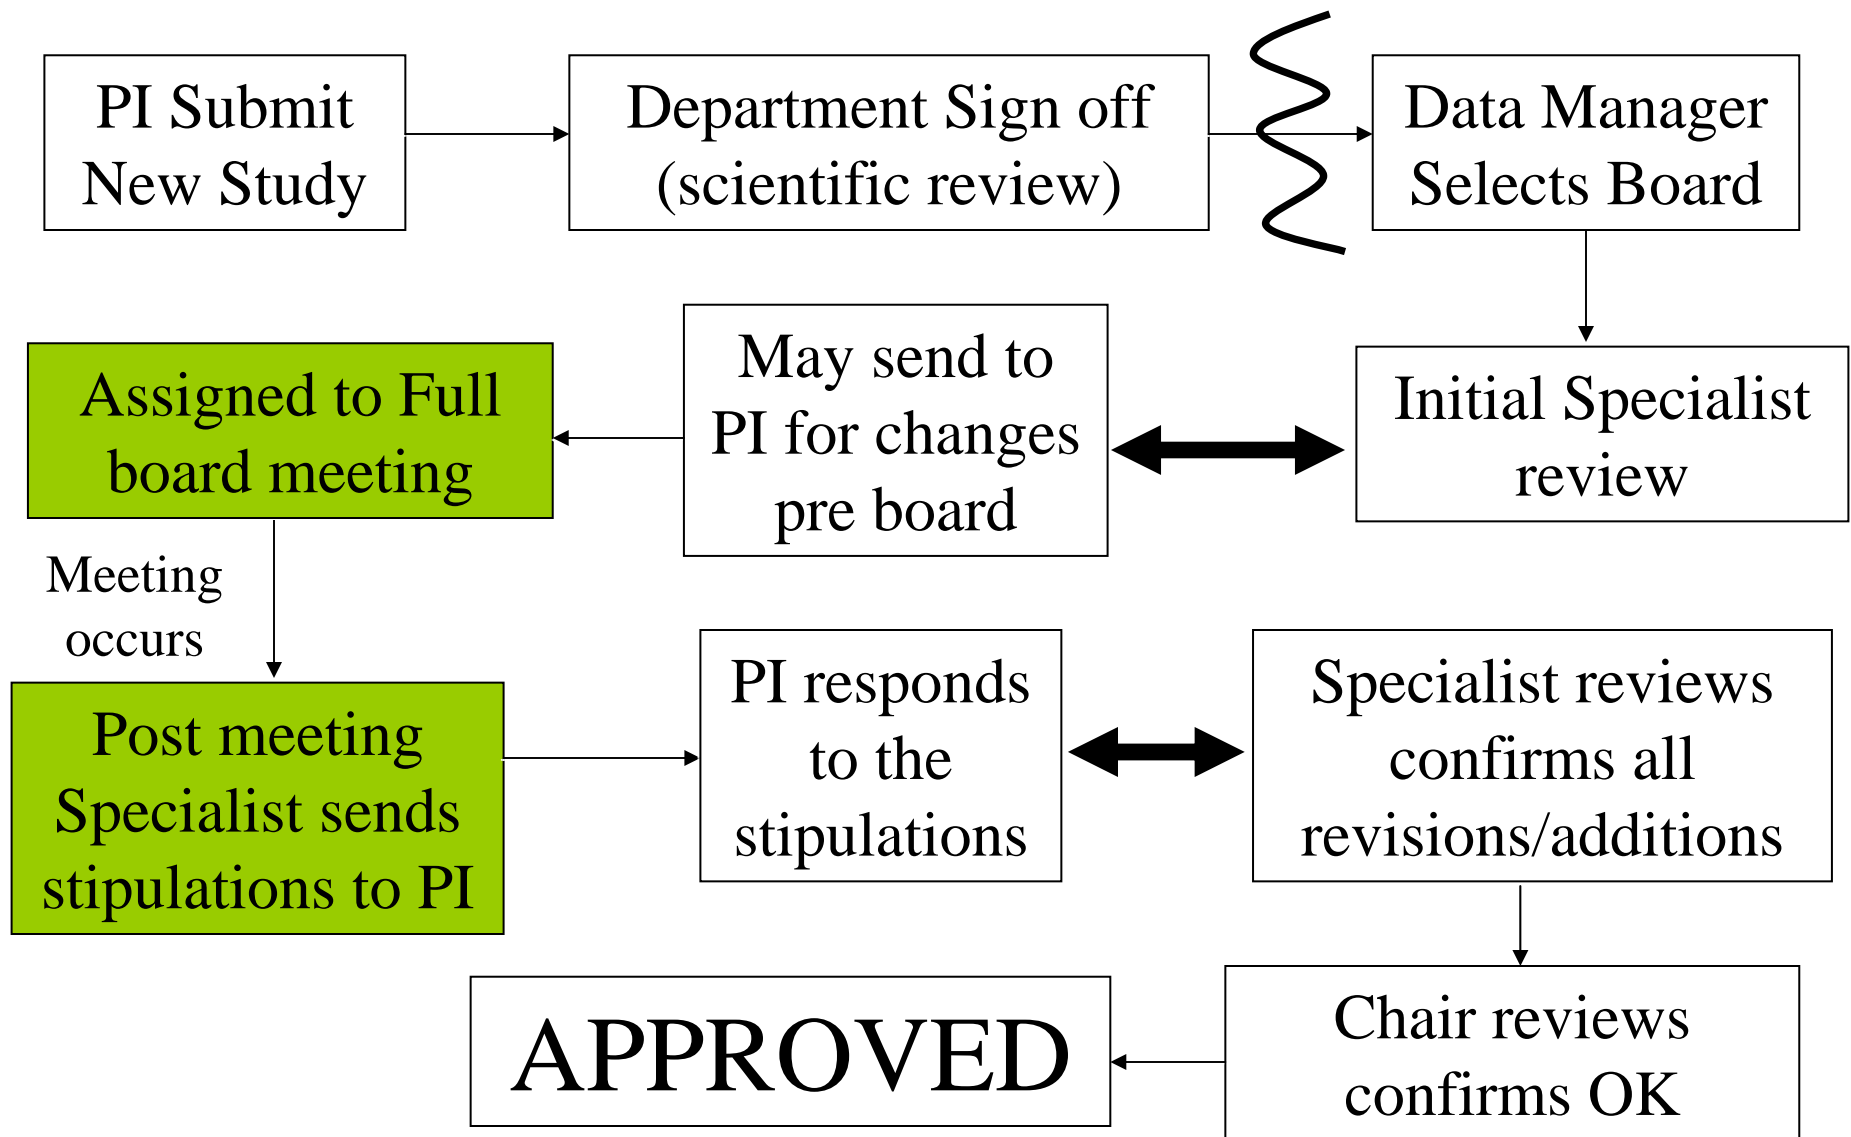 PI Submit
New Study
Department Sign off
(scientific review)
Data Manager
Selects Board
Initial Specialist
review
May send to
PI for changes
pre board
Assigned to Full
board meeting
Meeting
occurs
Post meeting
Specialist sends
stipulations to PI
PI responds
to the
stipulations
Specialist reviews
confirms all
revisions/additions
Chair reviews
confirms OK
APPROVED